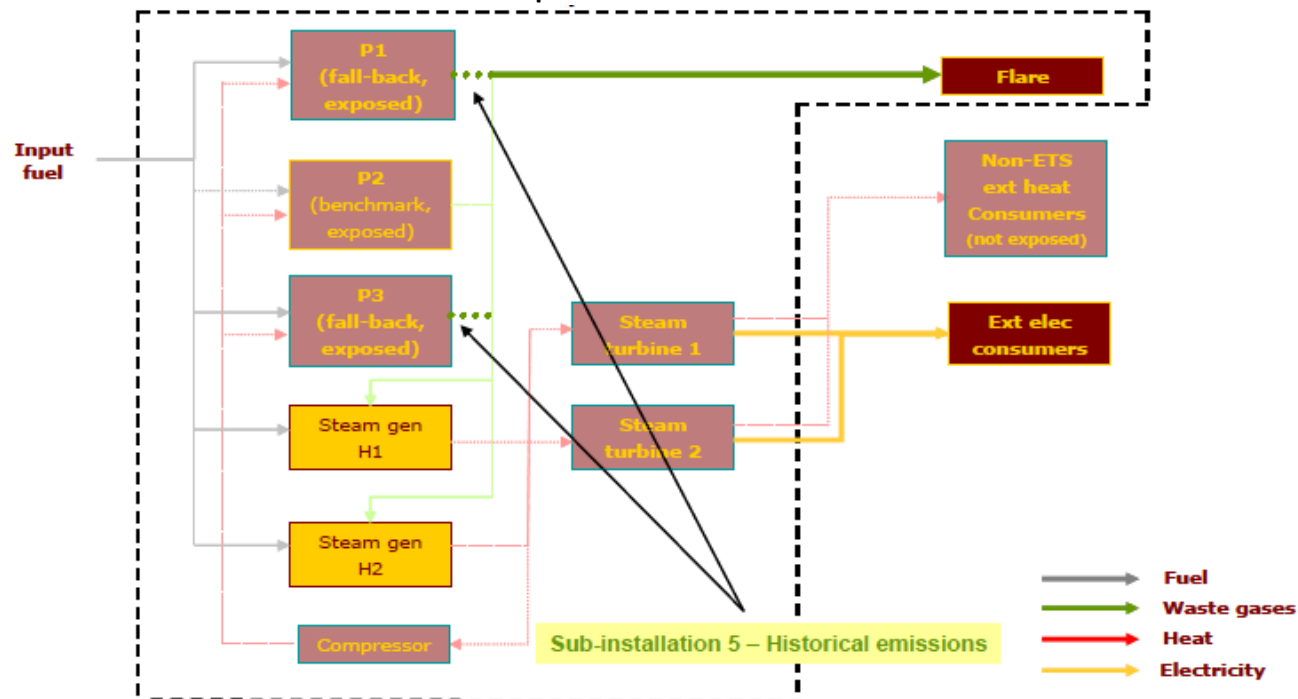 P1
(fall-back,
exposed)
Flare
Input
fuel
P2
(benchmark,
exposed)
Non-ETS
ext heat
Consumers
(not exposed)
P3
(fall-back,
exposed)
Steam
turbine 1
Ext elec
consumers
Steam gen
H1
Steam
turbine 2
Steam gen
H2
Compressor
Sub-installation 5 – Historical emissions
Fuel
Waste gases
Heat
Electricity